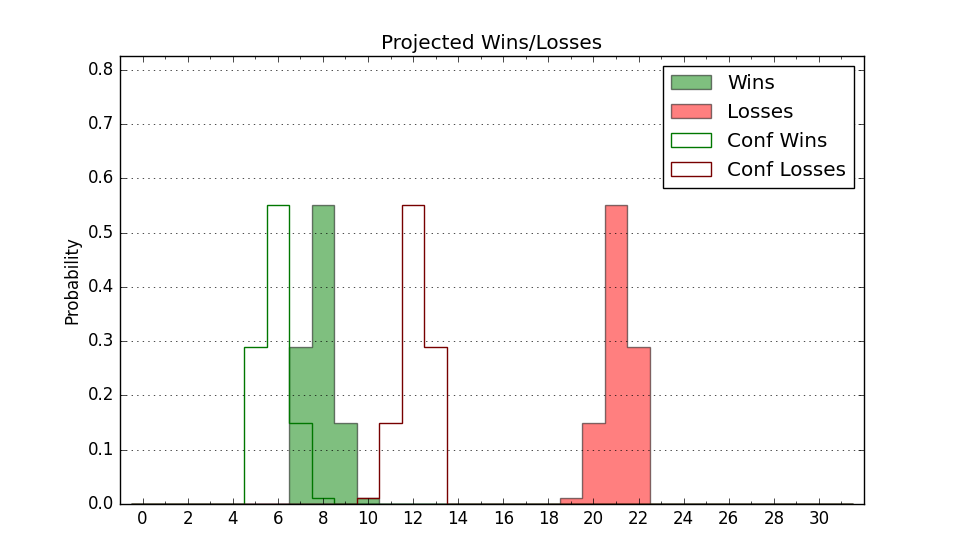 Projected Wins/Losses
Wins
Losses
Conf Wins
Conf Losses
Probability
0.8
0.7
0.6
0.5
0.4
0.3
0.2
0.1
0.0
0 2 4 6 8 10 12 14 16 18 20 22 24 26 28 30